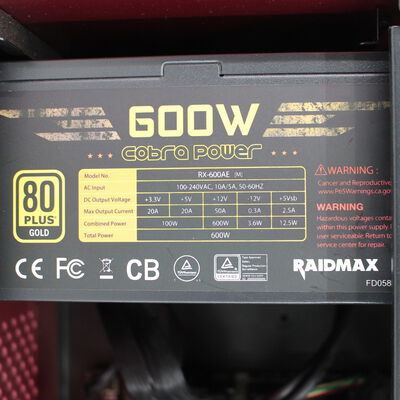 600W
Cobra Power
Model No. RX-600AE [M]
AC Input 100-240VAC, 10A/5A, 50-60HZ
DC Output Voltage +3.3V +5V +12V -12V +5Vsb
Max Output Current 20A 20A 50A 0.3A 2.5A
Combined Power 100W 600W 3.6W 12.5W
Total Power 600W
80
PLUS
GOLD
CE FC CB
RAIDMAX
FD058
WARNING:
Cancer and Reproductive
www.P65Warnings.ca.go
WARNING
Hazardous voltages contained
within this power supply.
user serviceable. Return to
service center for repair.